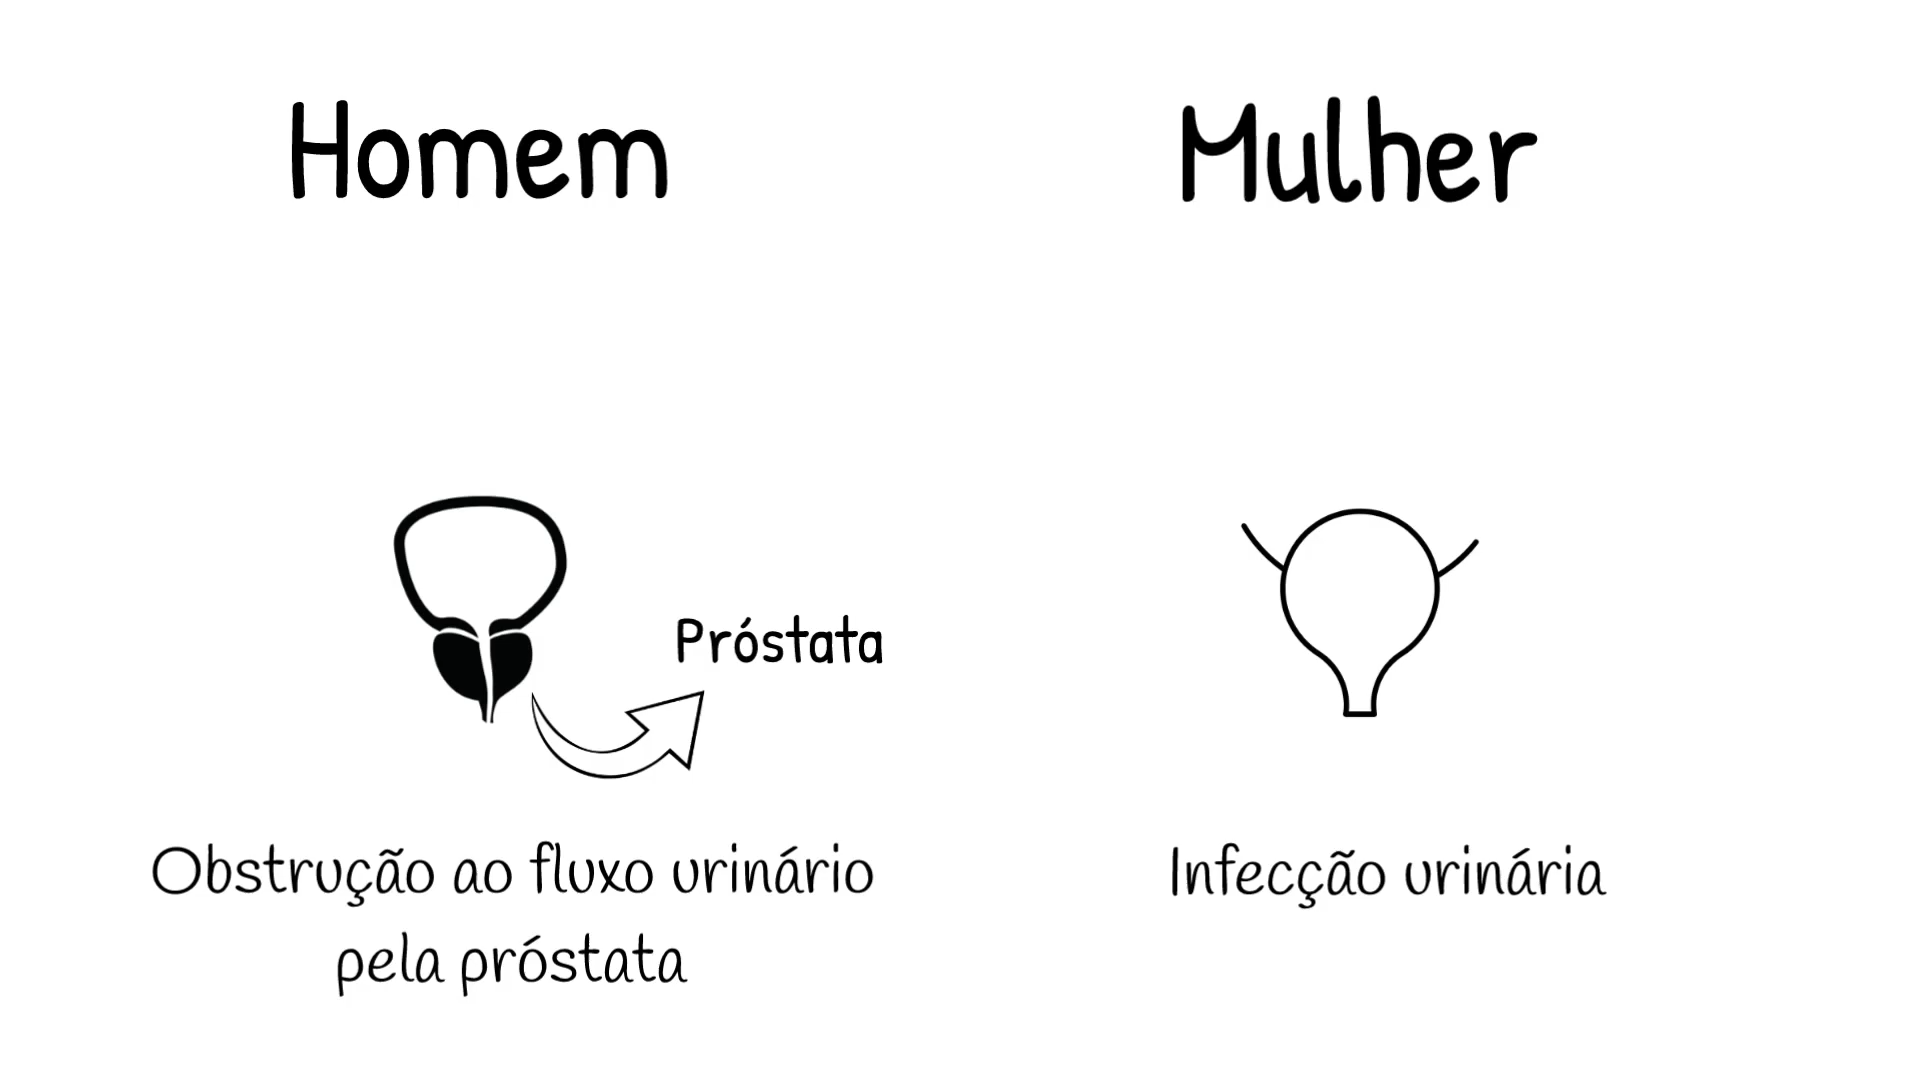 Homem
Mulher
Próstata
Obstrução ao fluxo urinário
pela próstata
Infecção urinária